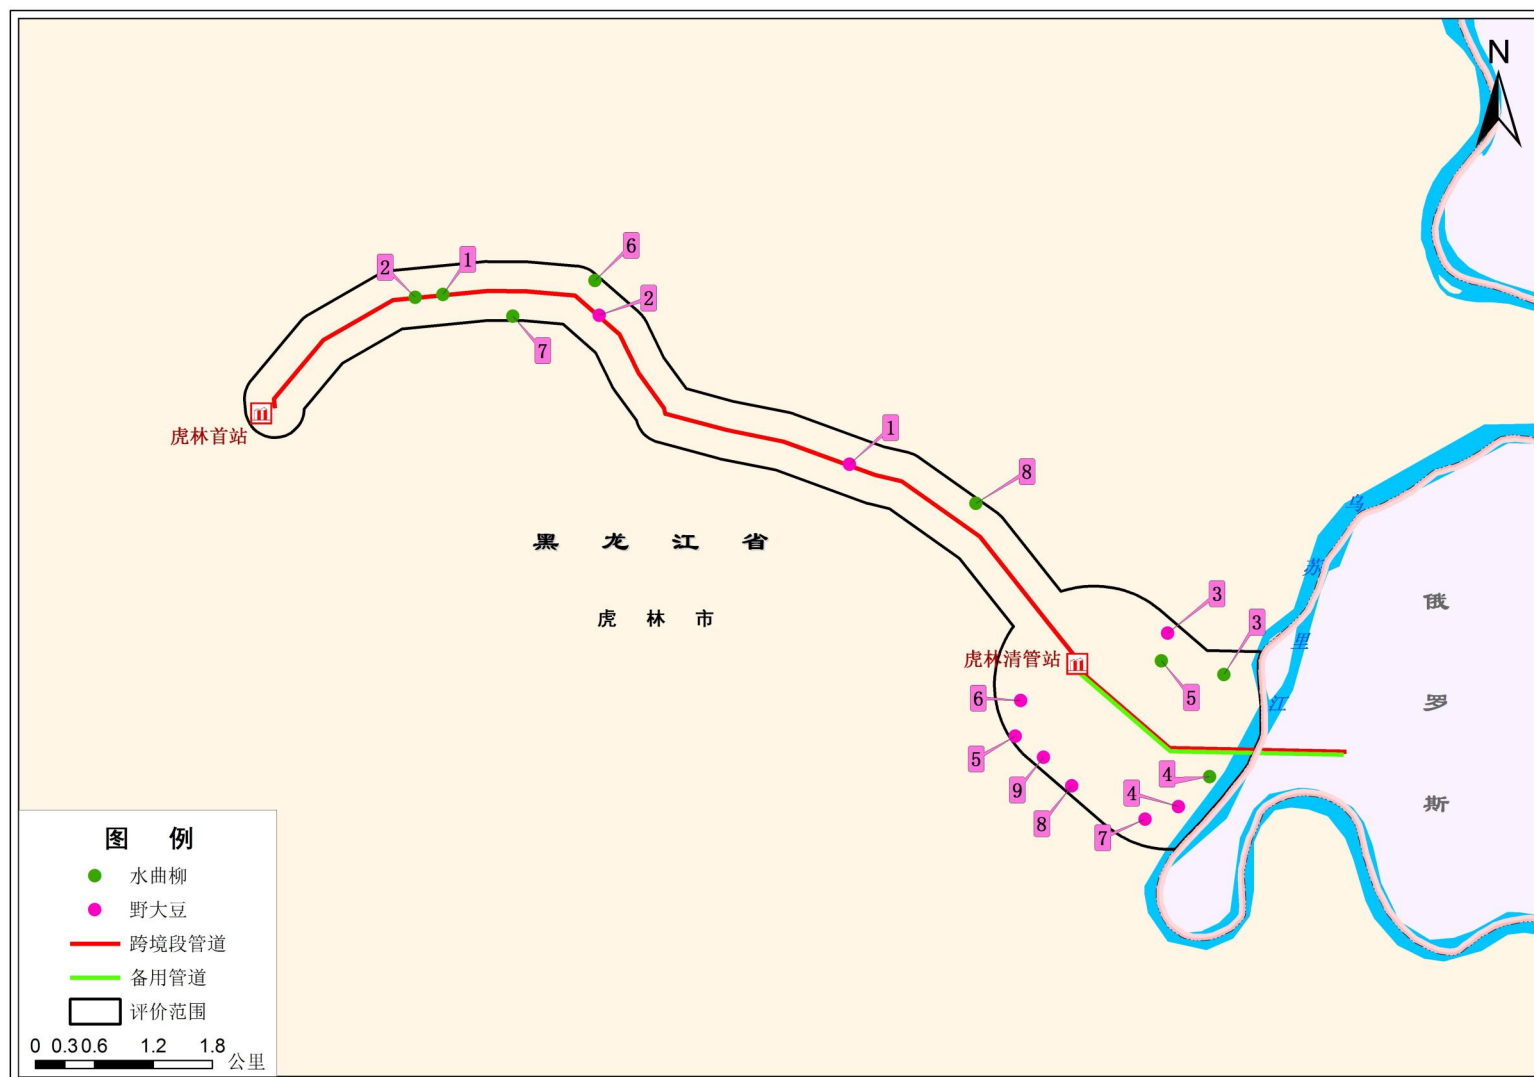 N
6
1
2
2
7
虎林首站
1
8
黑 龙 江 省
乌
苏
里
江
俄
罗
斯
虎 林 市
3
3
虎林清管站
5
6
5
9
4
4
8
7
图 例
水曲柳
野大豆
跨境段管道
备用管道
评价范围
0 0.3 0.6 1.2 1.8
公里